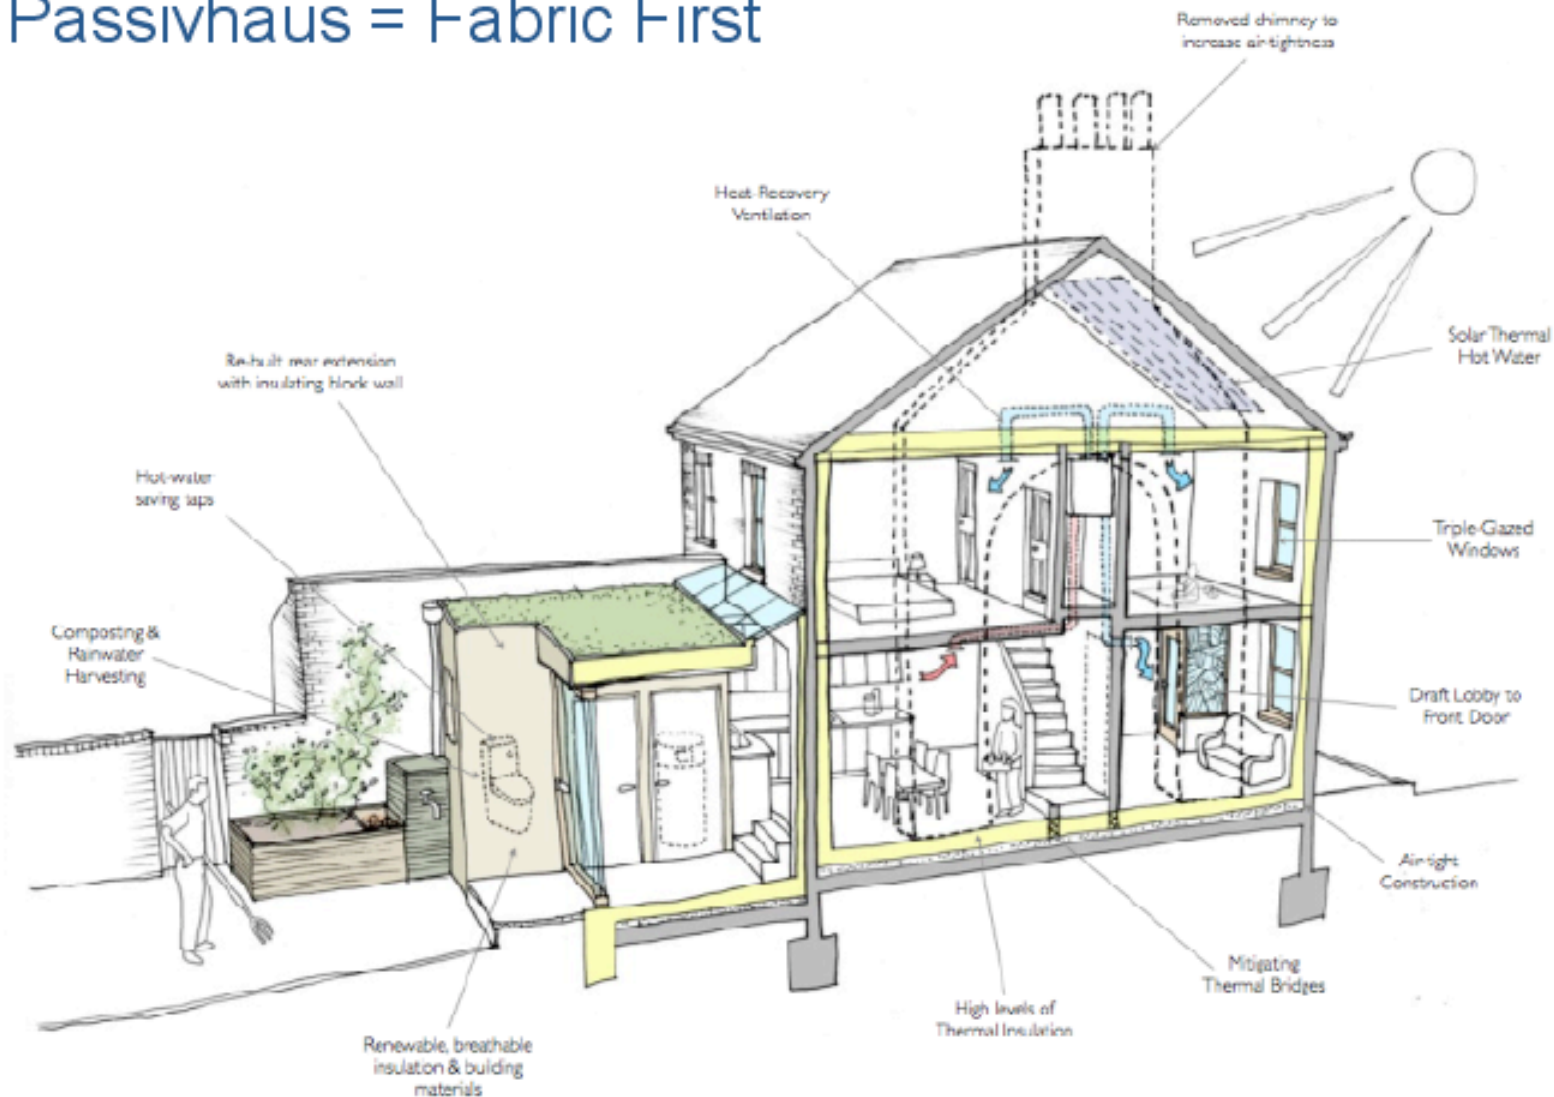 Passivhaus = Fabric First
Removed chimney to
increase air-tightness
Heat-Recovery
Ventilation
Solar Thermal
Hot Water
Re-built rear extension
with insulating block wall
Hot-water
saving taps
Triple-Glazed
Windows
Composting &
Rainwater
Harvesting
Draft Lobby to
Front Door
Air-tight
Construction
Mitigating
Thermal Bridges
High levels of
Thermal Insulation
Renewable, breathable
insulation & building
materials